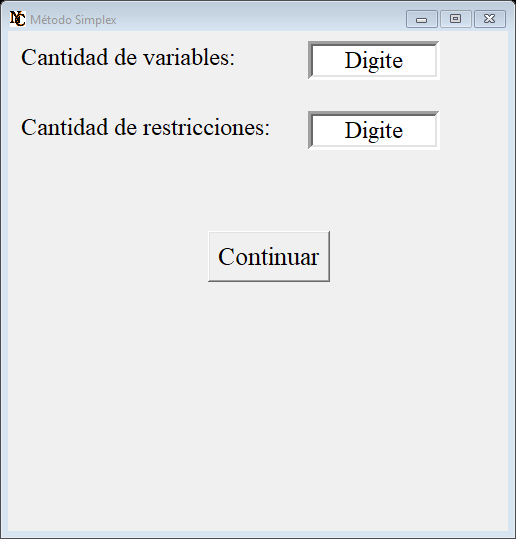 Método Simplex
Cantidad de variables: Digite
Cantidad de restricciones: Digite
Continuar